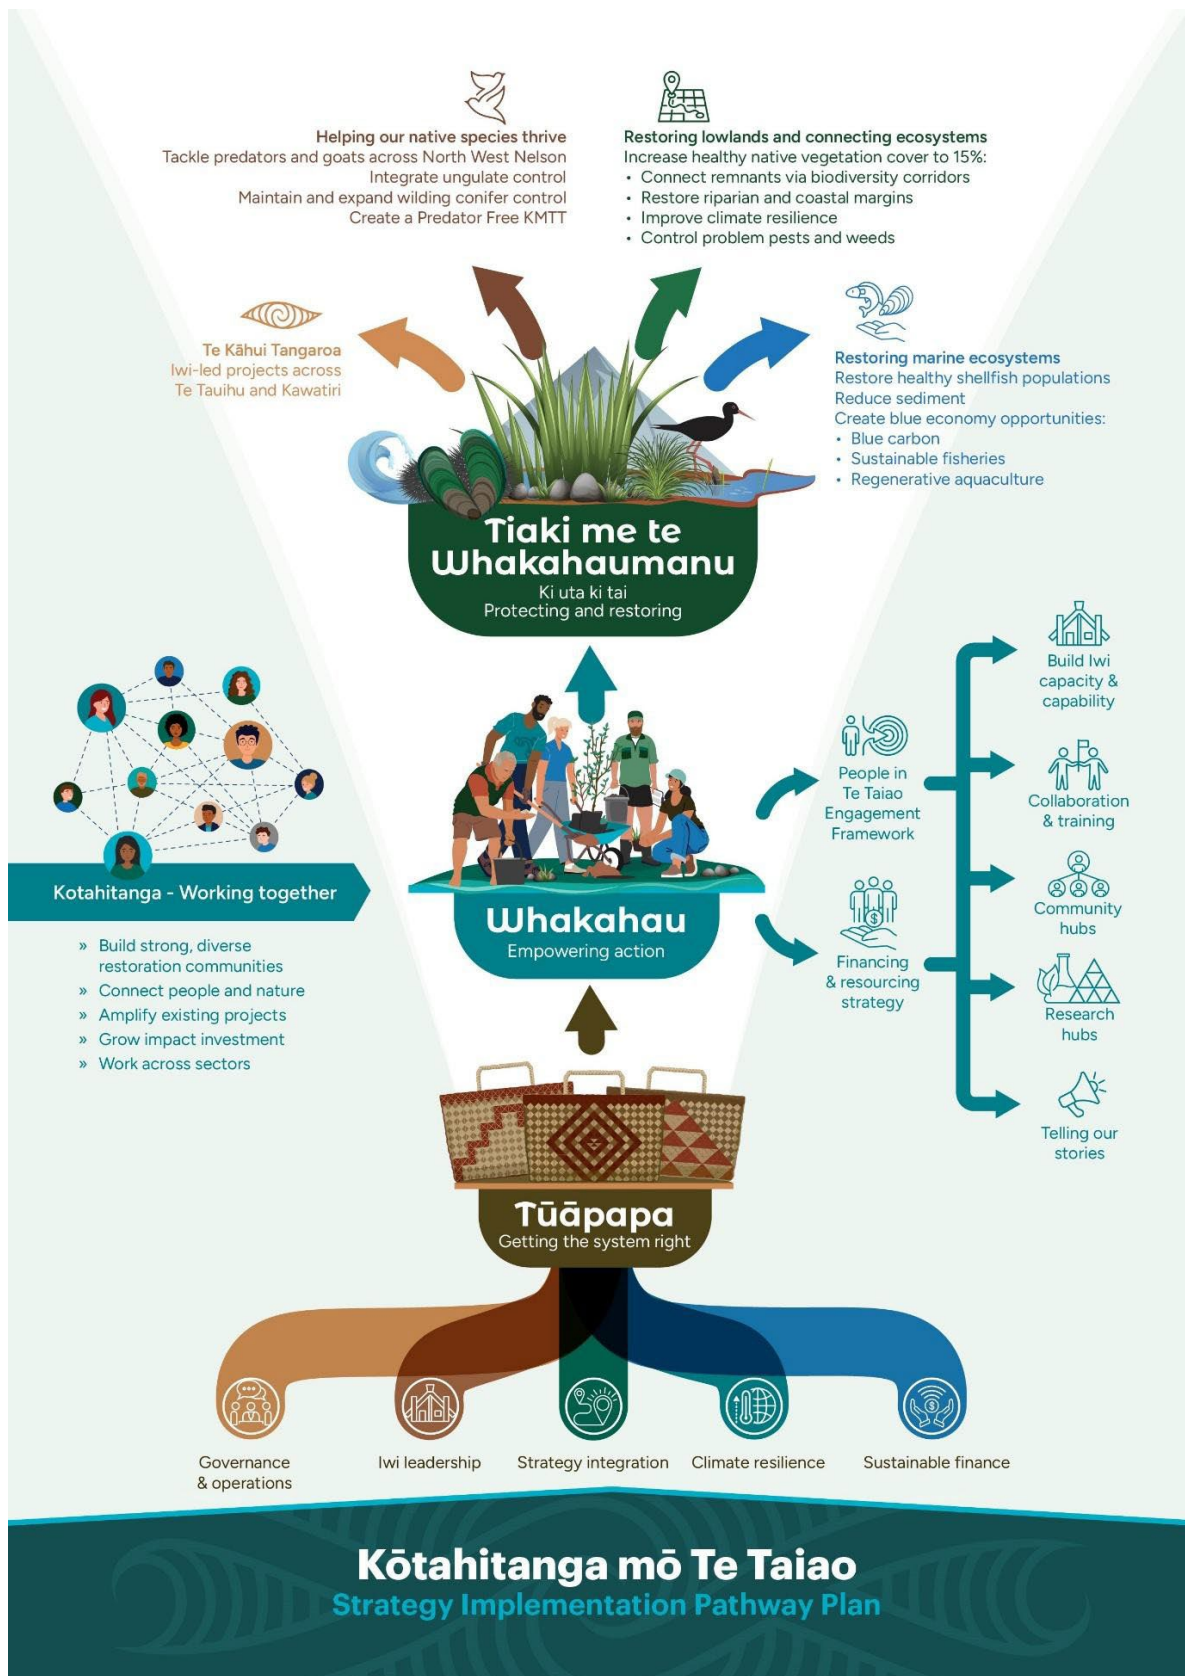 Helping our native species thrive
Tackle predators and goats across North West Nelson
Integrate ungulate control
Maintain and expand wilding conifer control
Create a Predator Free KMTT
Restoring lowlands and connecting ecosystems
Increase healthy native vegetation cover to 15%:
• Connect remnants via biodiversity corridors
• Restore riparian and coastal margins
• Improve climate resilience
• Control problem pests and weeds
Te Kāhui Tangaroa
Iwi-led projects across
Te Tauihu and Kawatiri
Restoring marine ecosystems
Restore healthy shellfish populations
Reduce sediment
Create blue economy opportunities:
• Blue carbon
• Sustainable fisheries
• Regenerative aquaculture
Tiaki me te
Whakahaumanu
Ki uta ki tai
Protecting and restoring
Kotahitanga - Working together
» Build strong, diverse
restoration communities
» Connect people and nature
» Amplify existing projects
» Grow impact investment
» Work across sectors
Whakahau
Empowering action
People in
Te Taiao
Engagement
Framework
Financing
& resourcing
strategy
Build Iwi
capacity &
capability
Collaboration
& training
Community
hubs
Research
hubs
Telling our
stories
Tūāpapa
Getting the system right
Governance
& operations
Iwi leadership
Strategy integration
Climate resilience
Sustainable finance
Kōtahitanga mō Te Taiao
Strategy Implementation Pathway Plan